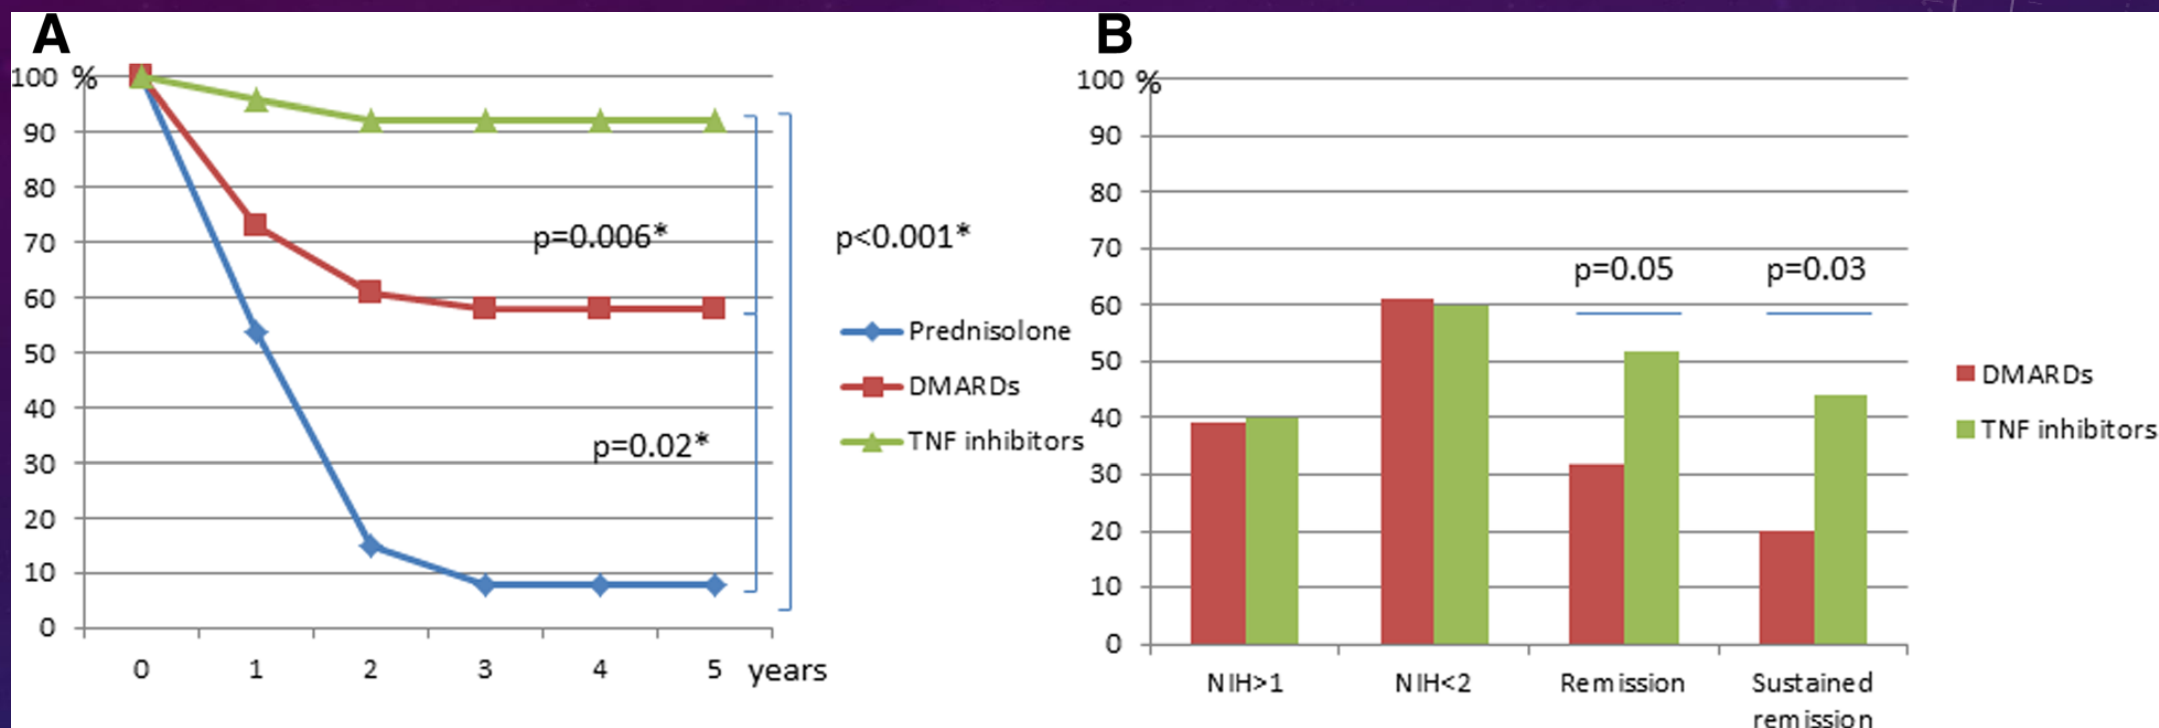 A
100 %
90
80
70
60
50
40
30
20
10
0
0 1 2 3 4 5 years
p=0.006*
p=0.02*
p<0.001*
Prednisolone
DMARDs
TNF inhibitors
B
100 %
90
80
70
60
50
40
30
20
10
0
p=0.05 p=0.03
NIH>1 NIH<2 Remission Sustained
remission
DMARDs
TNF inhibitors